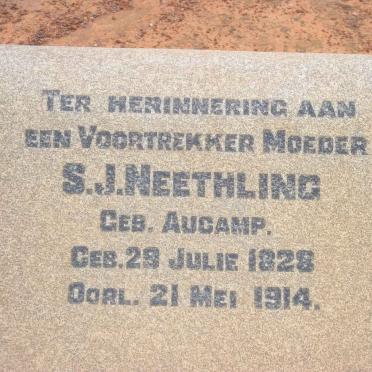 Ter herinnering aan
een Voortrekker Moeder
S.J. Neethling
Geb. Aucamp.
Geb. 29 Julie 1828
Oorl. 21 Mei 1914.